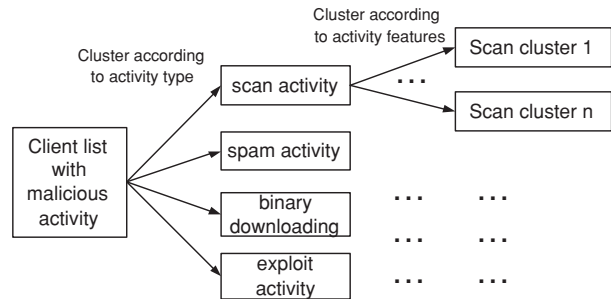 Cluster according
to activity features
Scan cluster 1
Cluster according
to activity type
scan activity
...
Scan cluster n
Client list
with
malicious
activity
spam activity
binary
downloading
... ...
... ...
exploit
activity
... ...